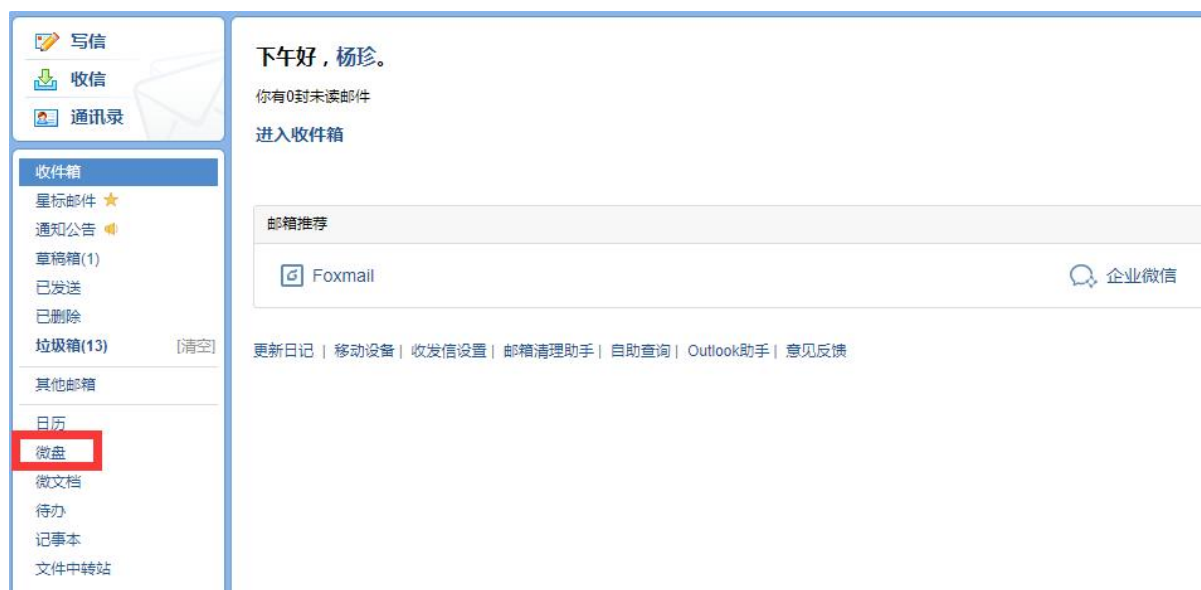 写信
收信
通讯录
收件箱
星标邮件
通知公告
草稿箱(1)
已发送
已删除
垃圾箱(13) [清空]
其他邮箱
日历
微盘
微文档
待办
记事本
文件中转站
下午好，杨珍。
你有0封未读邮件
进入收件箱
邮箱推荐
Foxmail 企业微信
更新日记 | 移动设备 | 收发信设置 | 邮箱清理助手 | 自助查询 | Outlook助手 | 意见反馈